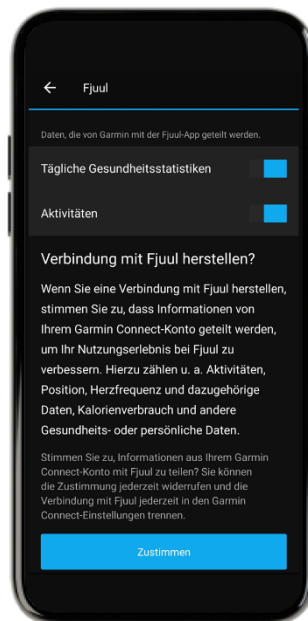 Fjuul
Daten, die von Garmin mit der Fjuul-App geteilt werden.
Tägliche Gesundheitsstatistiken
Aktivitäten
Verbindung mit Fjuul herstellen?
Wenn Sie eine Verbindung mit Fjuul herstellen,
stimmen Sie zu, dass Informationen von
Ihrem Garmin Connect-Konto geteilt werden,
um Ihr Nutzungserlebnis bei Fjuul zu
verbessern. Hierzu zählen u. a. Aktivitäten,
Position, Herzfrequenz und dazugehörige
Daten, Kalorienverbrauch und andere
Gesundheits- oder persönliche Daten.
Stimmen Sie zu, Informationen aus Ihrem Garmin
Connect-Konto mit Fjuul zu teilen? Sie können
die Zustimmung jederzeit widerrufen und die
Verbindung mit Fjuul jederzeit in den Garmin
Connect-Einstellungen trennen.
Zustimmen